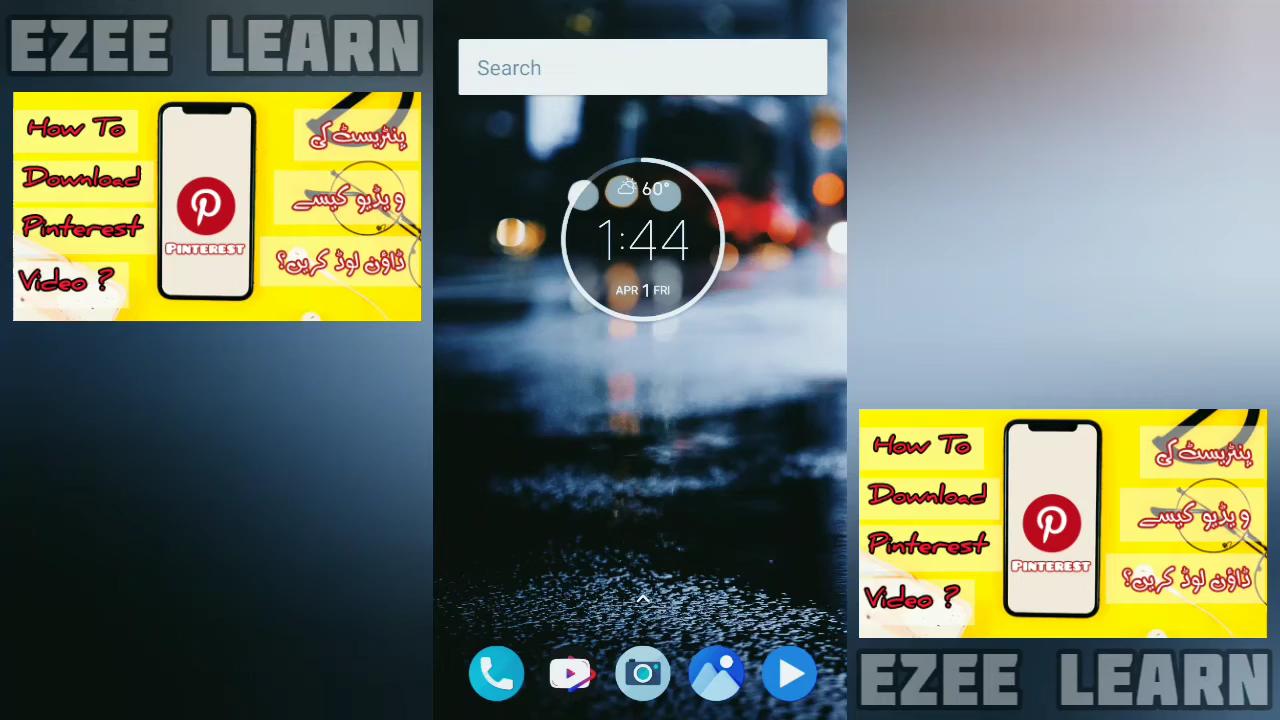 EZEE LEARN
How To
Download
Pinterest
Video ?
PINTEREST
پنٹریسٹ کی
ویڈیو کیسے
ڈاؤن لوڈ کریں؟
Search
60°
1:44
APR 1 FRI
How To
Download
Pinterest
Video ?
PINTEREST
پنٹریسٹ کی
ویڈیو کیسے
ڈاؤن لوڈ کریں؟
EZEE LEARN